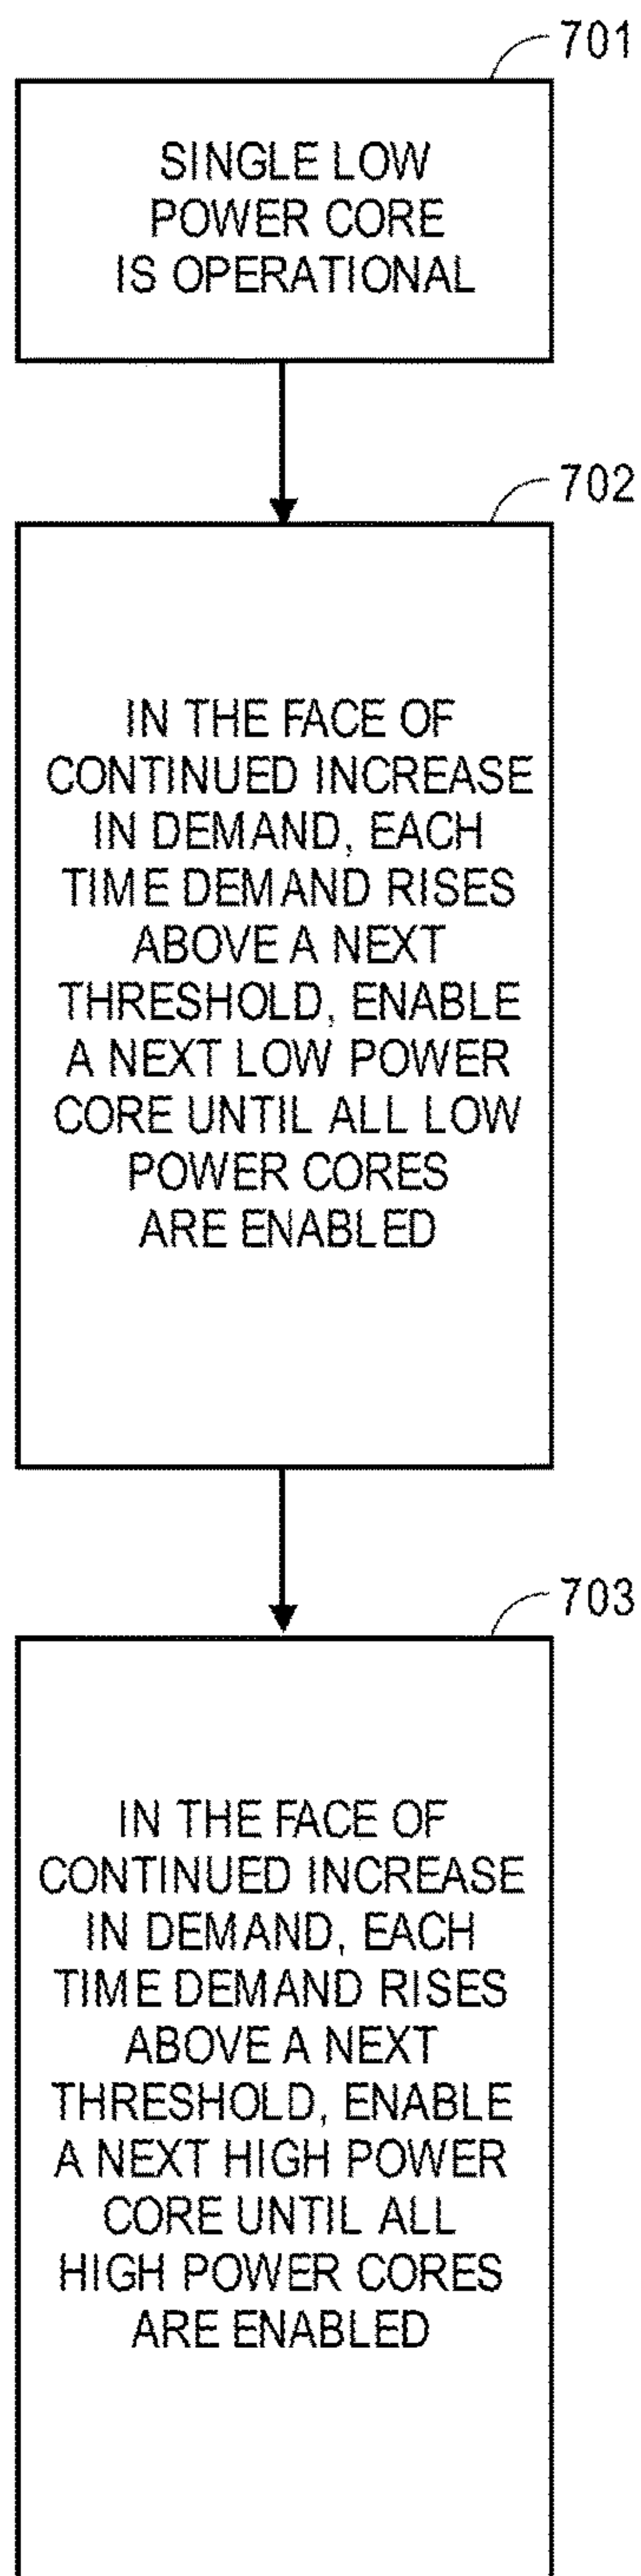 701
SINGLE LOW
POWER CORE
IS OPERATIONAL
702
IN THE FACE OF
CONTINUED INCREASE
IN DEMAND, EACH
TIME DEMAND RISES
ABOVE A NEXT
THRESHOLD, ENABLE
A NEXT LOW POWER
CORE UNTIL ALL LOW
POWER CORES
ARE ENABLED
703
IN THE FACE OF
CONTINUED INCREASE
IN DEMAND, EACH
TIME DEMAND RISES
ABOVE A NEXT
THRESHOLD, ENABLE
A NEXT HIGH POWER
CORE UNTIL ALL
HIGH POWER CORES
ARE ENABLED